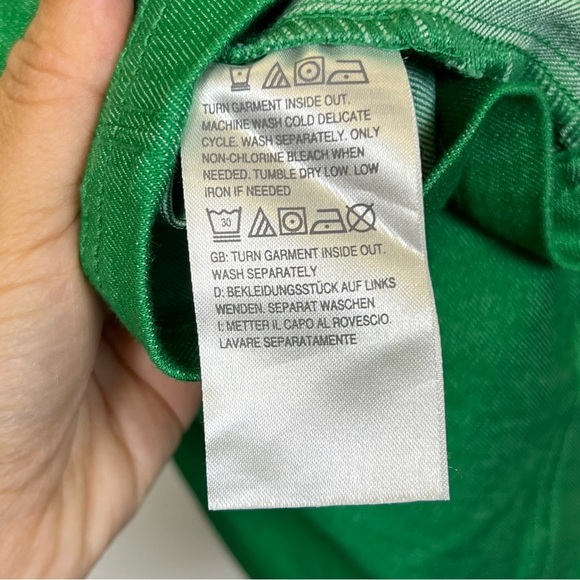 TURN GARMENT INSIDE OUT.
MACHINE WASH COLD DELICATE
CYCLE. WASH SEPARATELY. ONLY
NON-CHLORINE BLEACH WHEN
NEEDED. TUMBLE DRY LOW. LOW
IRON IF NEEDED
30
GB: TURN GARMENT INSIDE OUT.
WASH SEPARATELY
D: BEKLEIDUNGSSTÜCK AUF LINKS
WENDEN. SEPARAT WASCHEN
I: METTER IL CAPO AL ROVESCIO.
LAVARE SEPARATAMENTE